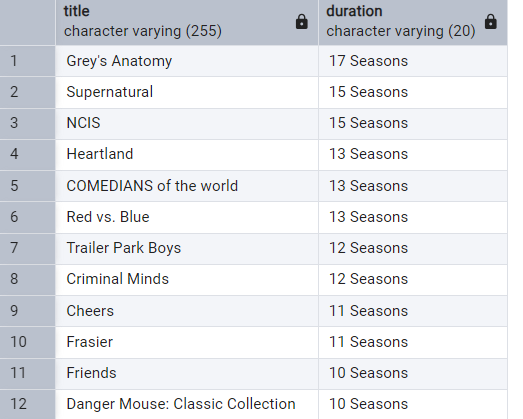 title duration
character varying (255) character varying (20)
1 Grey's Anatomy 17 Seasons
2 Supernatural 15 Seasons
3 NCIS 15 Seasons
4 Heartland 13 Seasons
5 COMEDIANS of the world 13 Seasons
6 Red vs. Blue 13 Seasons
7 Trailer Park Boys 12 Seasons
8 Criminal Minds 12 Seasons
9 Cheers 11 Seasons
10 Frasier 11 Seasons
11 Friends 10 Seasons
12 Danger Mouse: Classic Collection 10 Seasons